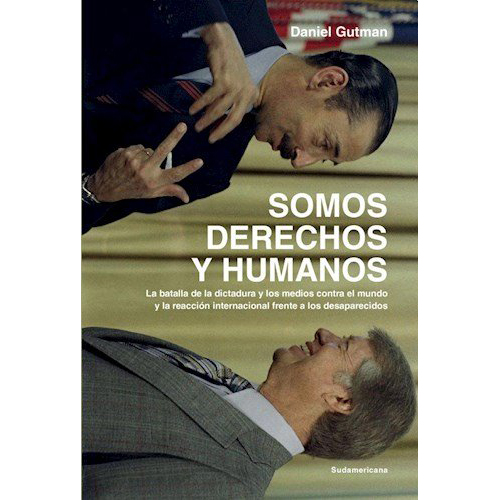 Daniel Gutman
SOMOS
DERECHOS
Y HUMANOS
La batalla de la dictadura y los medios contra el mundo
y la reacción internacional frente a los desaparecidos
Sudamericana